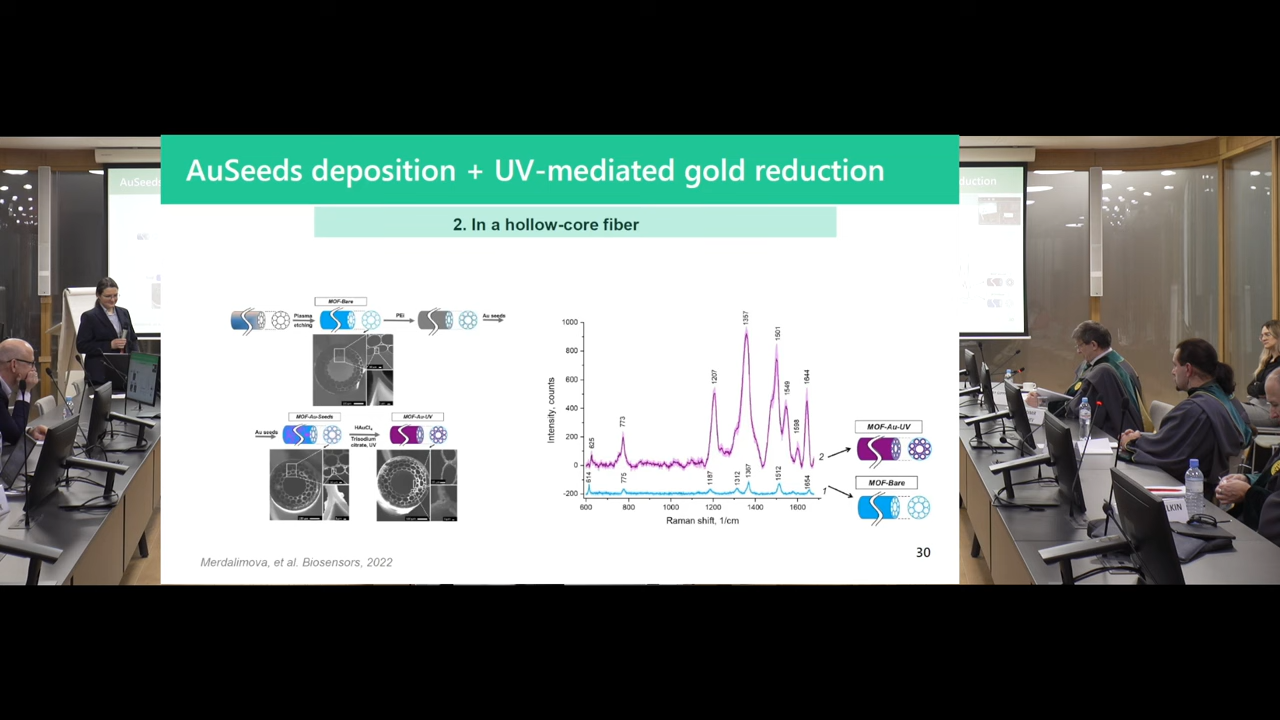 AuSeeds deposition + UV-mediated gold reduction
2. In a hollow-core fiber
MOF-Bare
Plasma
etching
PEI
Au seeds
MOF-Au-Seeds
MOF-Au-UV
Au seeds
HAuCl4
Trisodium
citrate, UV
Intensity, counts
1000
800
600
400
200
0
-200
625
773
1207
1357
1501
1549
1598
1644
614
775
1187
1312
1367
1512
1654
600
800
1000
1200
1400
1600
Raman shift, 1/cm
2
1
MOF-Au-UV
MOF-Bare
Merdalimova, et al. Biosensors, 2022
30
AuSeeds
duction
LKIN